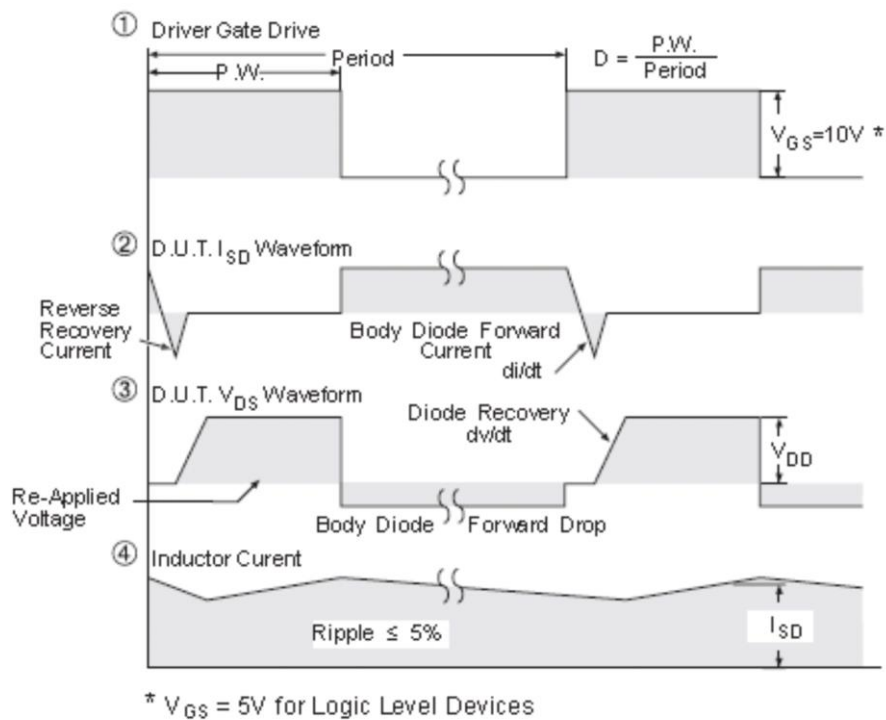 ① Driver Gate Drive
Period
P.W.
D = P.W. / Period
VGS=10V *
② D.U.T. ISD Waveform
Reverse
Recovery
Current
Body Diode Forward
Current
di/dt
③ D.U.T. VDS Waveform
Diode Recovery
dv/dt
VDD
Re-Applied
Voltage
Body Diode Forward Drop
④ Inductor Curent
Ripple ≤ 5%
ISD
* VGS = 5V for Logic Level Devices